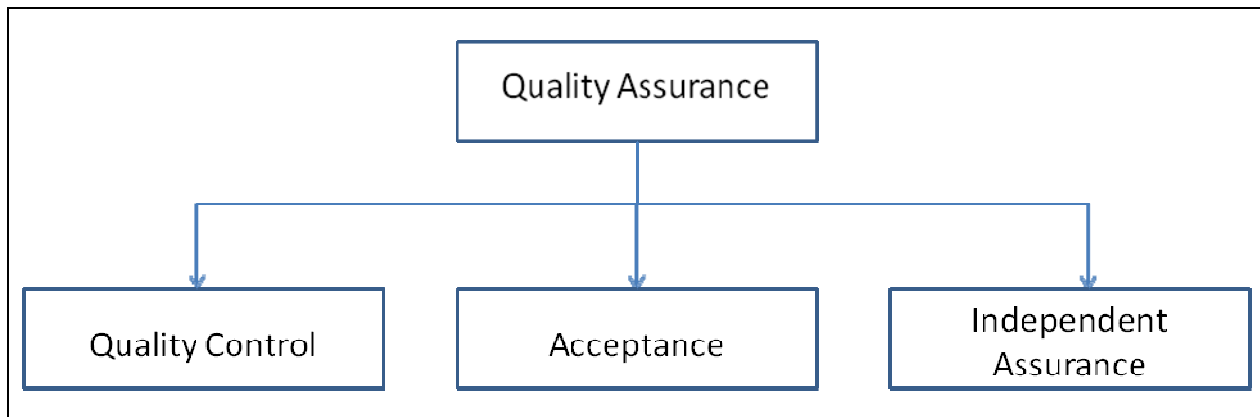 Quality Assurance
Quality Control
Acceptance
Independent
Assurance